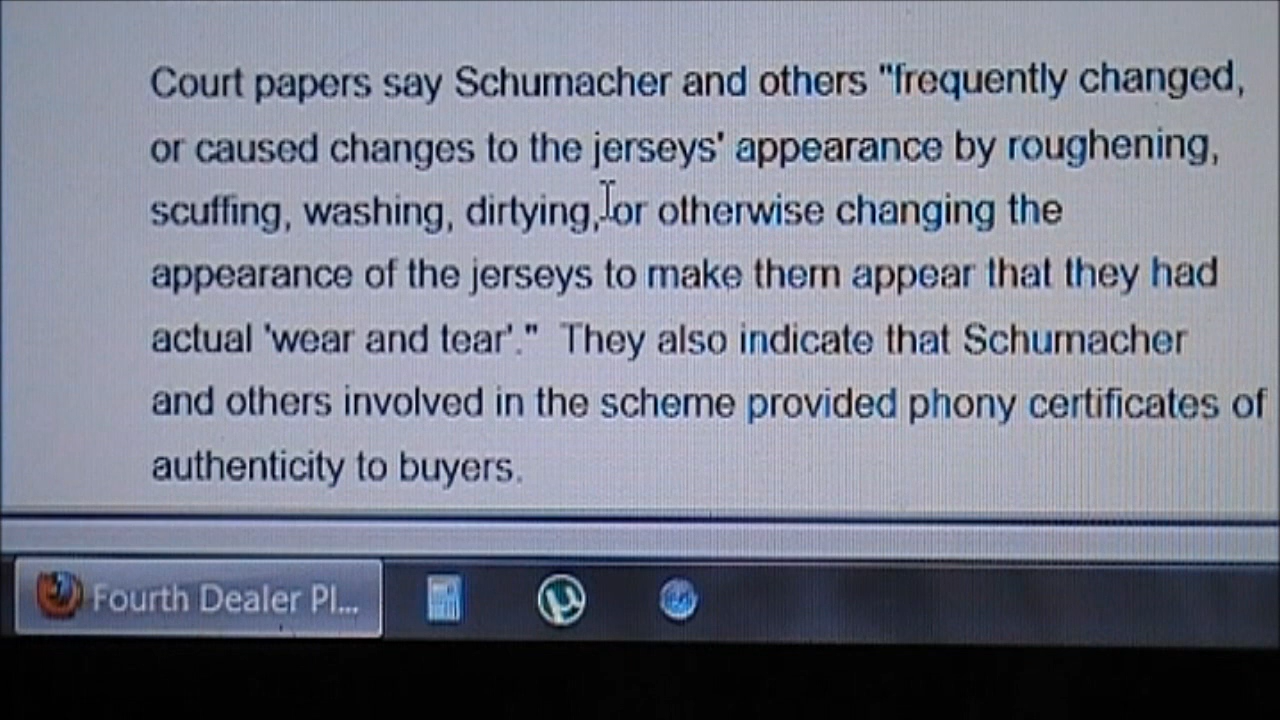 Court papers say Schumacher and others "frequently changed,
or caused changes to the jerseys' appearance by roughening,
scuffing, washing, dirtying, or otherwise changing the
appearance of the jerseys to make them appear that they had
actual 'wear and tear'." They also indicate that Schumacher
and others involved in the scheme provided phony certificates of
authenticity to buyers.
Fourth Dealer Pl...